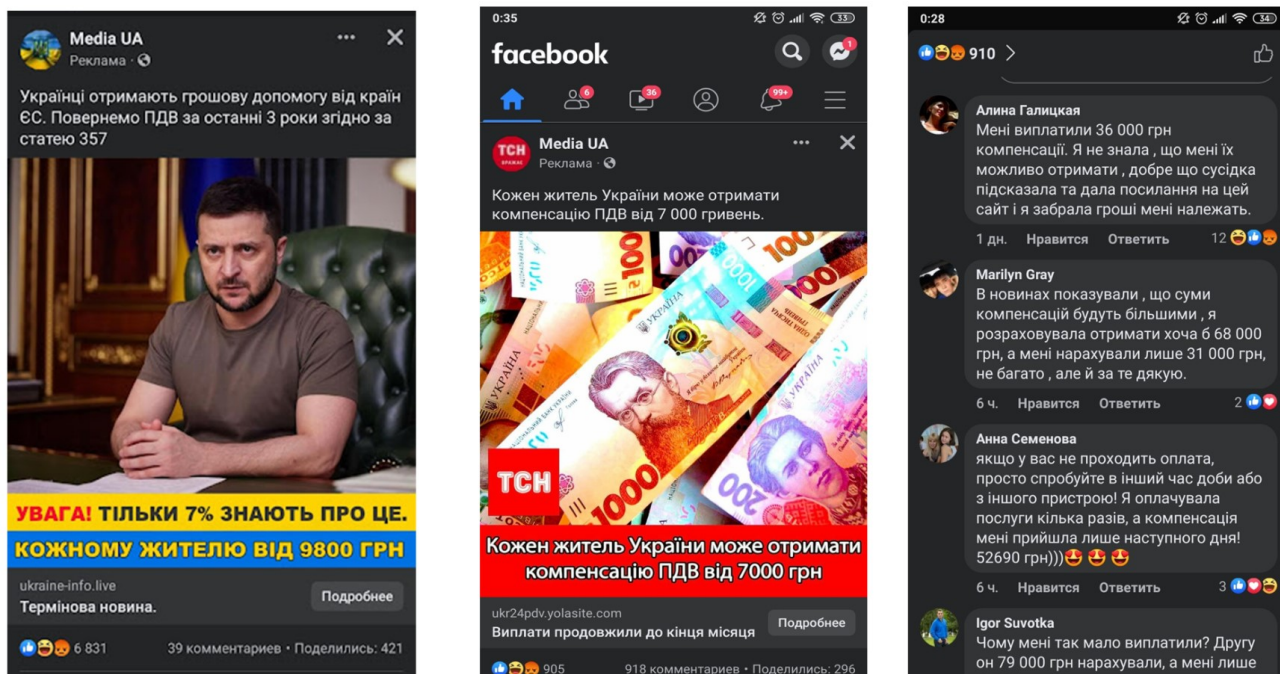 Media UA
Реклама ·
Українці отримають грошову допомогу від країн
ЄС. Повернемо ПДВ за останні 3 роки згідно за
статею 357
УВАГА! ТІЛЬКИ 7% ЗНАЮТЬ ПРО ЦЕ.
КОЖНОМУ ЖИТЕЛЮ ВІД 9800 ГРН
ukraine-info.live
Термінова новина.
Подробнее
6 831
39 комментариев • Поделились: 421
0:35
33
facebook
1
6
36
99+
ТСН
ВРАЖАЄ
Media UA
Реклама ·
Кожен житель України може отримати
компенсацію ПДВ від 7 000 гривень.
УКРАЇНА
УКРАЇНА
УКРАЇНА
1000
100
1000
200
ТСН
Кожен житель України може отримати
компенсацію ПДВ від 7000 грн
ukr24pdv.yolasite.com
Виплати продовжили до кінця місяця
Подробнее
905
918 комментариев • Поделились: 296
0:28
34
910
Алина Галицкая
Мені виплатили 36 000 грн
компенсації. Я не знала , що мені їх
можливо отримати , добре що сусідка
підсказала та дала посилання на цей
сайт і я забрала гроші мені належать.
1 дн. Нравится Ответить 12
Marilyn Gray
В новинах показували , що суми
компенсацій будуть більшими , я
розраховувала отримати хоча б 68 000
грн, а мені нарахували лише 31 000 грн,
не багато , але й за те дякую.
6 ч. Нравится Ответить 2
Анна Семенова
якщо у вас не проходить оплата,
просто спробуйте в інший час доби або
з іншого пристрою! Я оплачувала
послуги кілька разів, а компенсація
мені прийшла лише наступного дня!
52690 грн)))🤩🤩🤩
6 ч. Нравится Ответить 3
Igor Suvotka
Чому мені так мало виплатили? Другу
он 79 000 грн нарахували, а мені лише